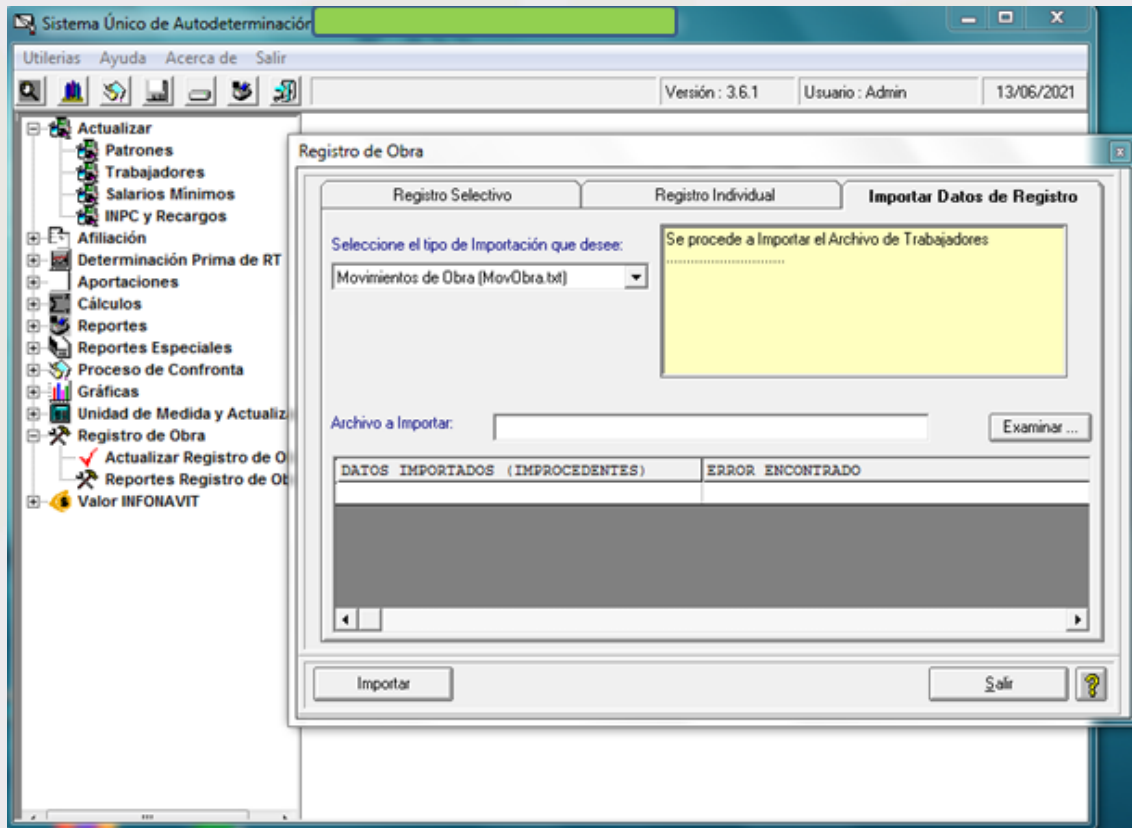 Sistema Único de Autodeterminación
Utilerias Ayuda Acerca de Salir
Versión : 3.6.1 Usuario : Admin 13/06/2021
Actualizar
Patrones
Trabajadores
Salarios Mínimos
INPC y Recargos
Afiliación
Determinación Prima de RT
Aportaciones
Cálculos
Reportes
Reportes Especiales
Proceso de Confronta
Gráficas
Unidad de Medida y Actualiz
Registro de Obra
Actualizar Registro de O
Reportes Registro de Ob
Valor INFONAVIT
Registro de Obra
Registro Selectivo Registro Individual Importar Datos de Registro
Seleccione el tipo de Importación que desee:
Movimientos de Obra (MovObra.txt)
Se procede a Importar el Archivo de Trabajadores
...............................
Archivo a Importar: Examinar ...
DATOS IMPORTADOS (IMPROCEDENTES) ERROR ENCONTRADO
Importar Salir